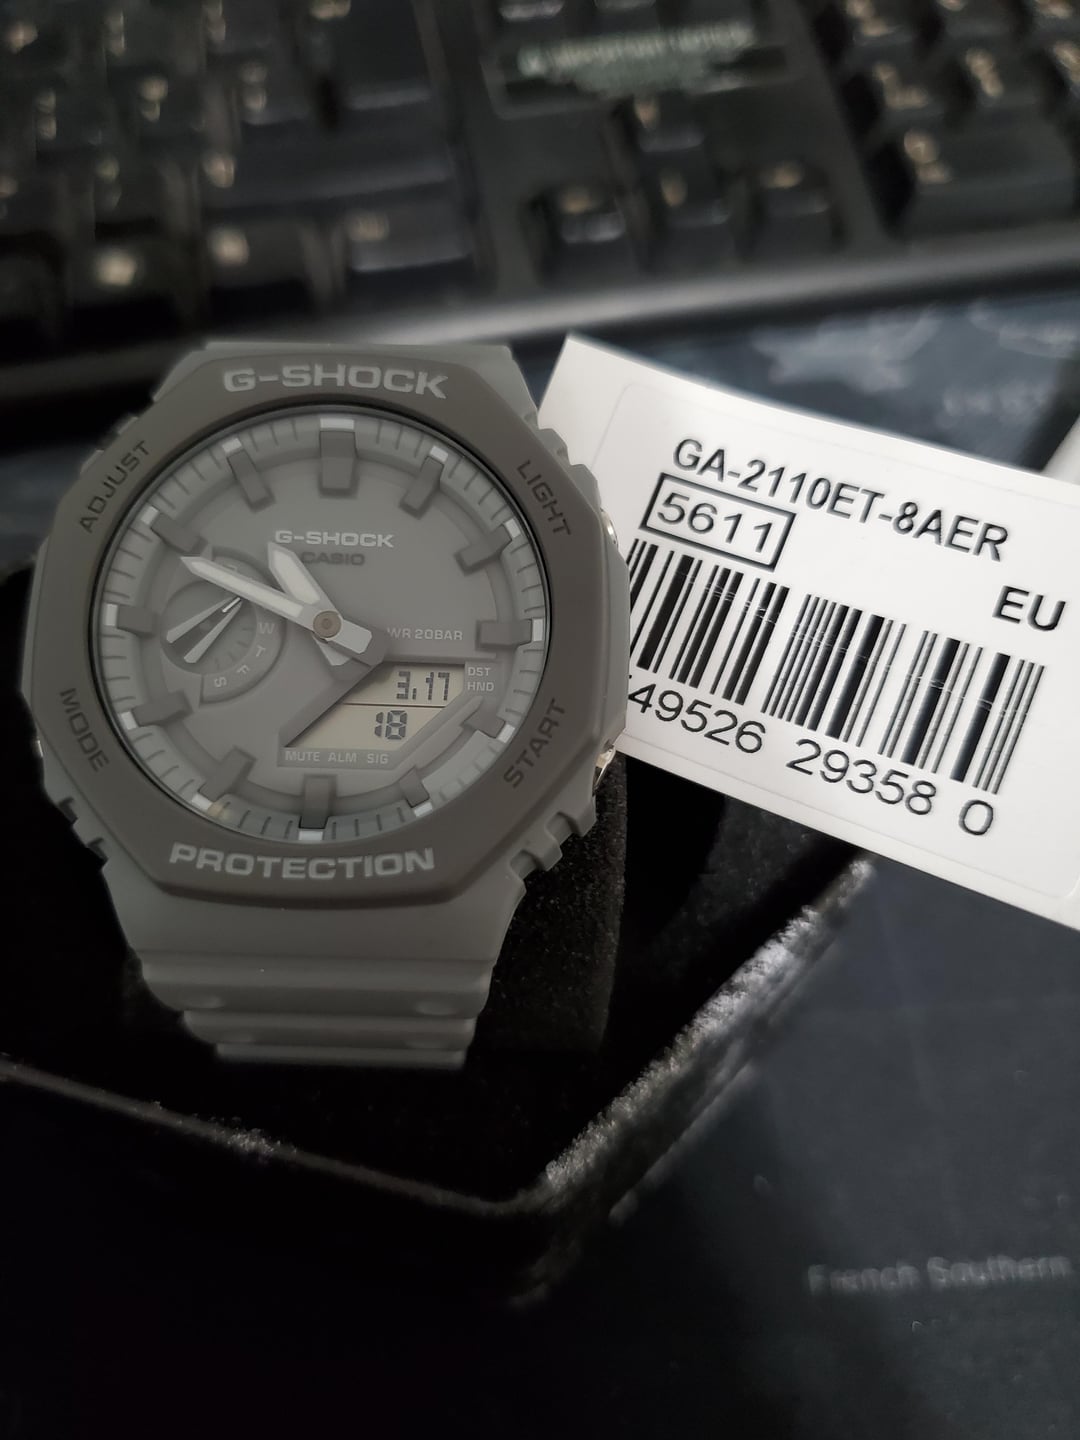 G-SHOCK
ADJUST
LIGHT
G-SHOCK
CASIO
WR 20BAR
W
T
F
S
3.17
DST
HND
18
MUTE ALM SIG
MODE
START
PROTECTION
GA-2110ET-8AER
5611
EU
49526 29358 0
French Southern